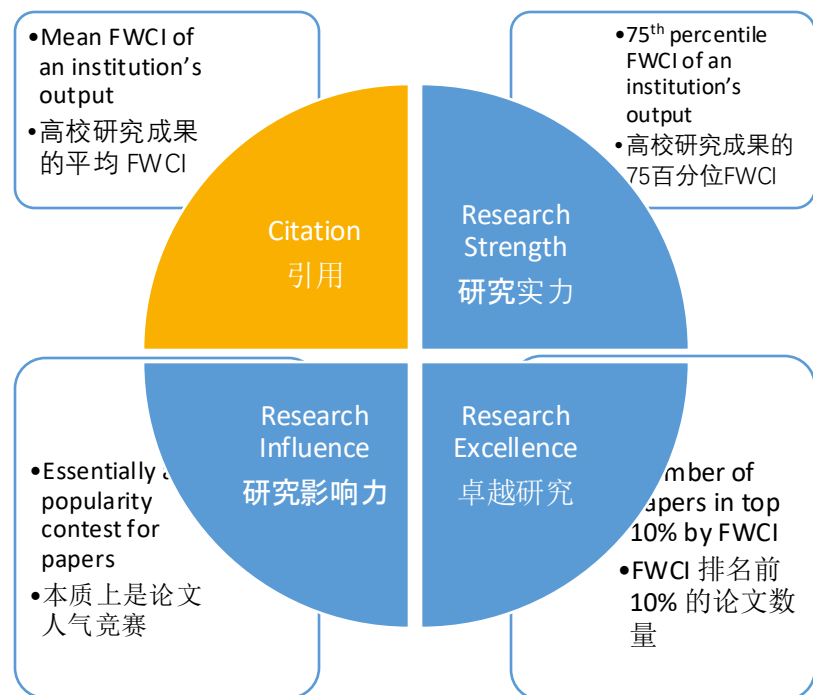 •Mean FWCI of
an institution's
output
•高校研究成果
的平均 FWCI
•75th percentile
FWCI of an
institution's
output
•高校研究成果的
75百分位FWCI
Citation
引用
Research
Strength
研究实力
Research
Influence
研究影响力
Research
Excellence
卓越研究
•Essentially
popularity
contest for
papers
•本质上是论文
人气竞赛
of
in top
10% by FWCI
•FWCI 排名前
10% 的论文数
量